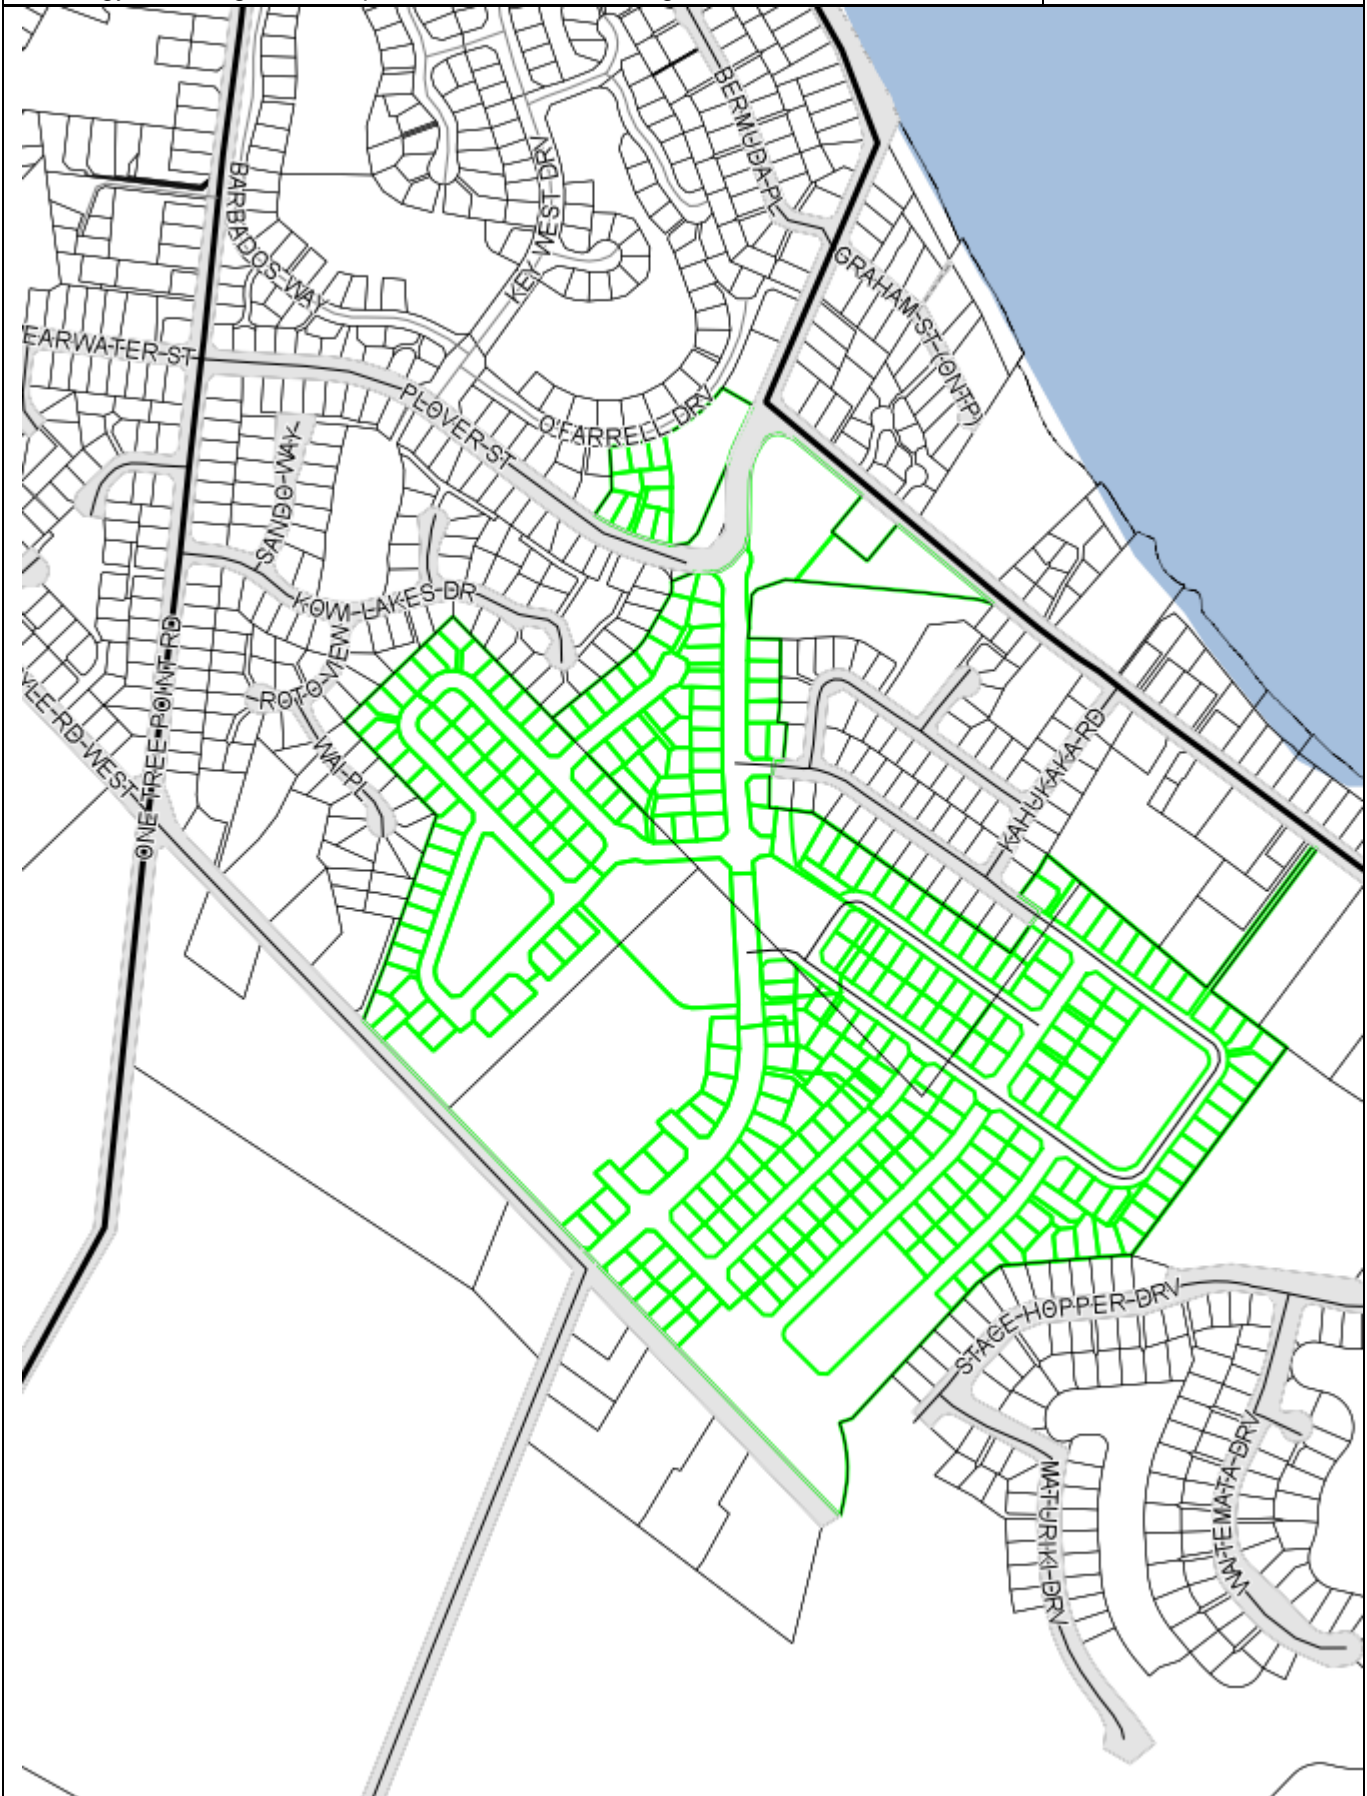 BERMUDA PL
BARBADOS WAY
KEY WEST DRV
GRAHAM ST (ONTP)
EARWATER ST
PLOVER ST
O'FARRELL DRV
SANDO WAY
KOWI LAKES DR
ROTO VIEW
WAI PL
YLE RD WEST
ONE TREE POINT RD
KAHUKAKA RD
STACE HOPPER DRV
MATURIKI DRV
WAITEMATA DRV